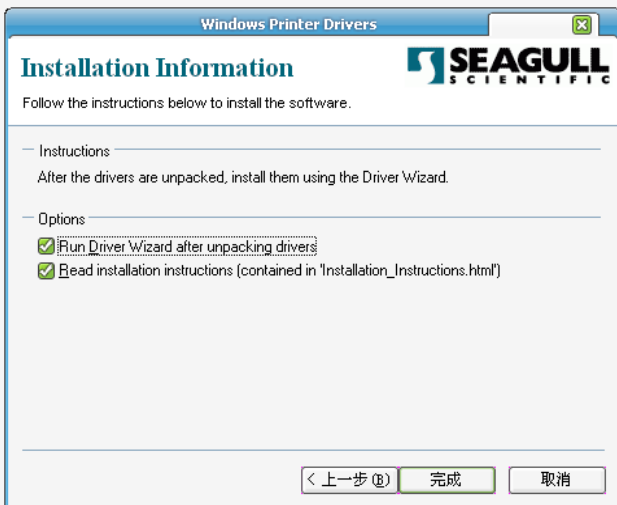 Windows Printer Drivers
Installation Information
SEAGULL
SCIENTIFIC
Follow the instructions below to install the software.
Instructions
After the drivers are unpacked, install them using the Driver Wizard.
Options
Run Driver Wizard after unpacking drivers
Read installation instructions (contained in 'Installation_Instructions.html')
< 上一步(B) 完成 取消